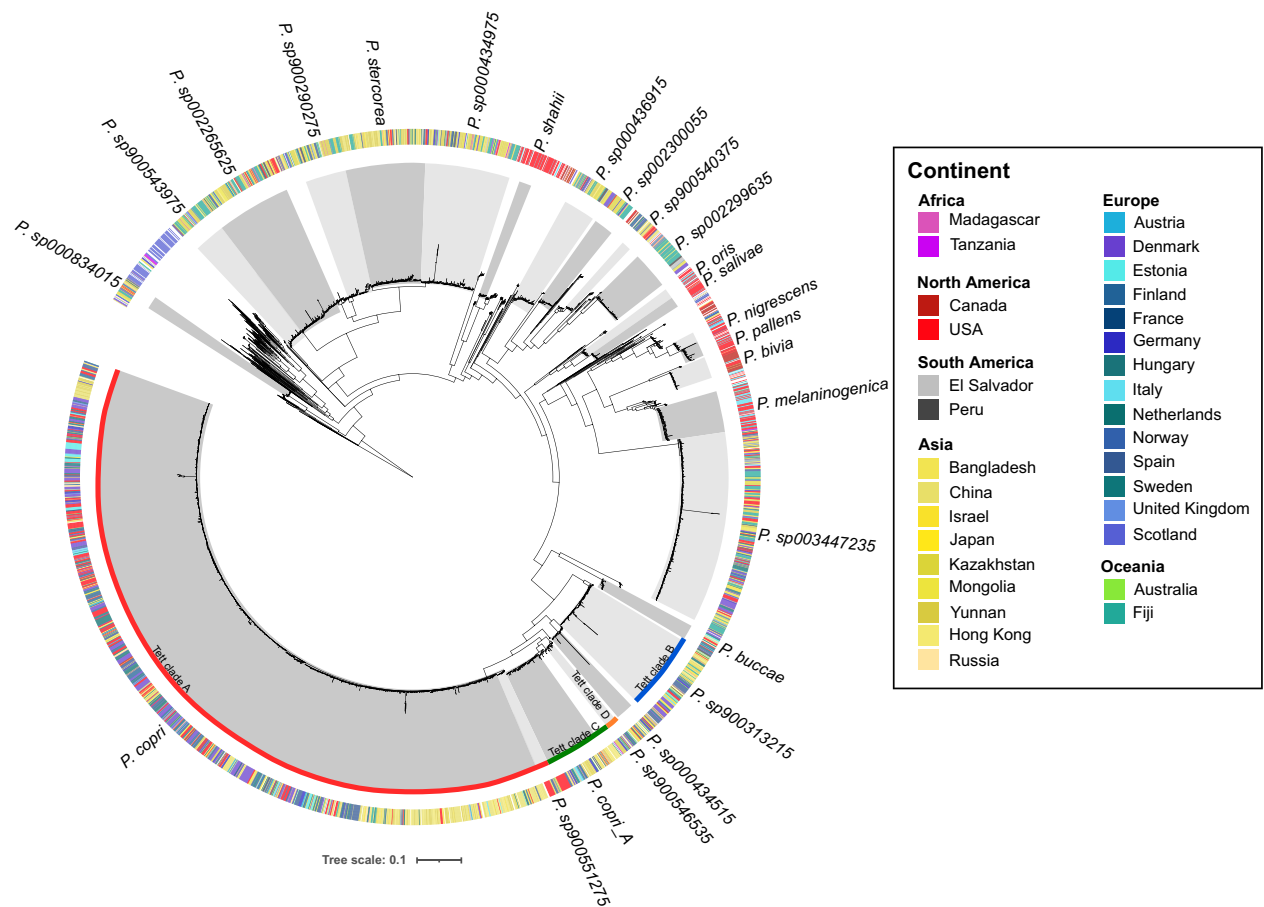 P. sp000834015
P. sp900543975
P. sp002265625
P. sp900290275
P. stercorea
P. sp000434975
P. shahii
P. sp000436915
P. sp002300055
P. sp900540375
P. sp002299635
P. oris
P. salivae
P. nigrescens
P. pallens
P. bivia
P. melaninogenica
P. sp003447235
P. buccae
P. sp900313215
P. sp000434515
P. sp900546535
P. copri_A
P. sp900551275
P. copri
Tett clade A
Tett clade B
Tett clade D
Tett clade C
Tree scale: 0.1
Continent
Africa
Madagascar
Tanzania
North America
Canada
USA
South America
El Salvador
Peru
Asia
Bangladesh
China
Israel
Japan
Kazakhstan
Mongolia
Yunnan
Hong Kong
Russia
Europe
Austria
Denmark
Estonia
Finland
France
Germany
Hungary
Italy
Netherlands
Norway
Spain
Sweden
United Kingdom
Scotland
Oceania
Australia
Fiji